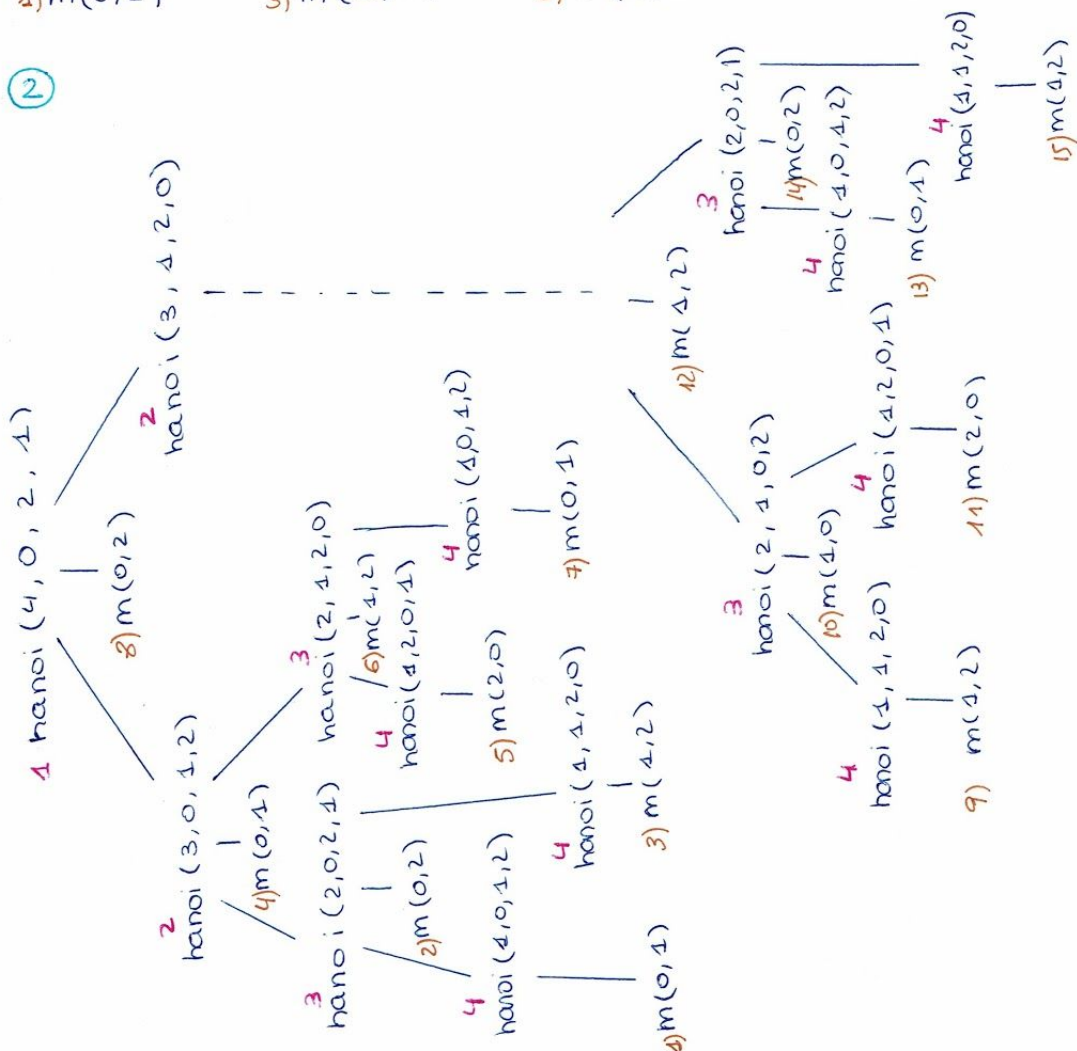 ②
1 hanoi (4, 0, 2, 1)
8) m(0,2)
2
hanoi (3, 0, 1, 2)
2
hanoi (3, 1, 2, 0)
4) m(0,1)
3
hanoi (2,0,2,1)
3
hanoi (2, 1, 2, 0)
2) m(0,2)
6) m(1,2)
4
hanoi (1,0,1,2)
4
hanoi (1,1,2,0)
4
hanoi(1,2,0,1)
4
hanoi (1,0,1,2)
1) m(0,1)
3) m(1,2)
5) m(2,0)
7) m(0,1)
12) m(1,2)
3
hanoi (2, 1, 0, 2)
3
hanoi (2,0,2,1)
10) m(1,0)
14) m(0,2)
4
hanoi (1, 1, 2, 0)
4
hanoi (1,2,0,1)
4
hanoi (1,0,1,2)
4
hanoi (1,1,2,0)
9) m(1,2)
11) m(2,0)
13) m(0,1)
15) m(1,2)